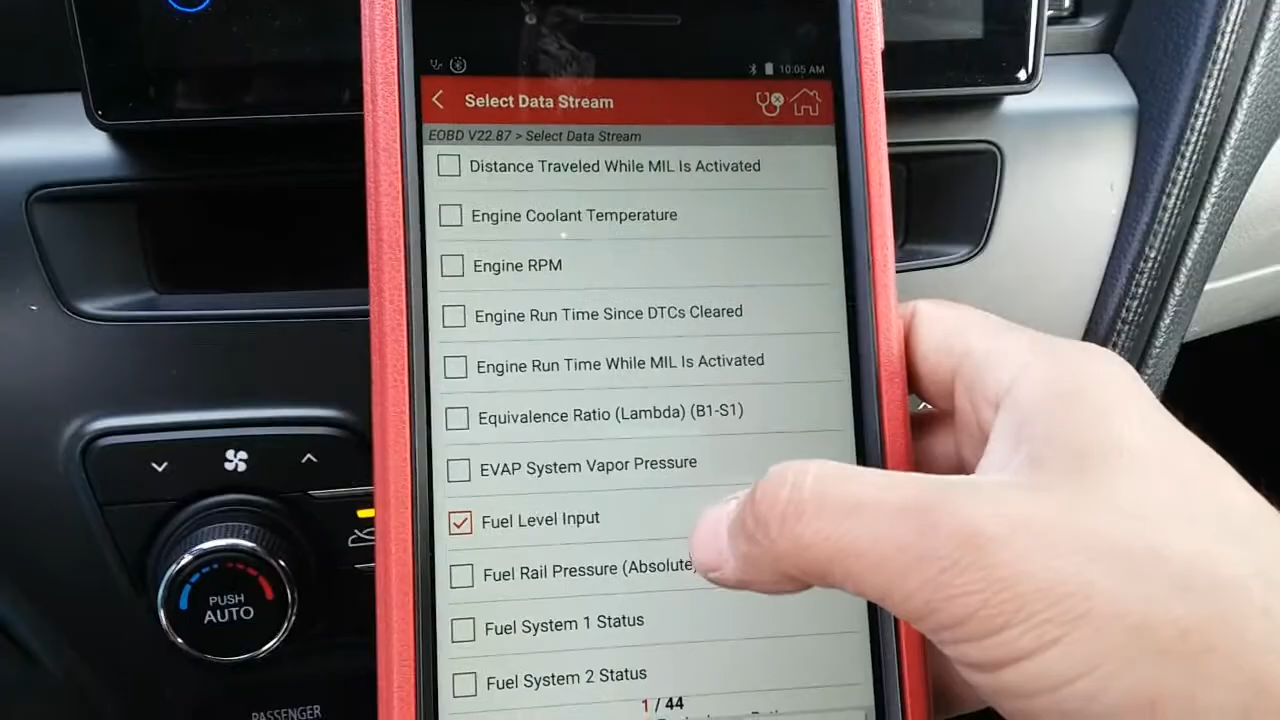 10:05 AM
Select Data Stream
EOBD V22.87 > Select Data Stream
Distance Traveled While MIL Is Activated
Engine Coolant Temperature
Engine RPM
Engine Run Time Since DTCs Cleared
Engine Run Time While MIL Is Activated
Equivalence Ratio (Lambda) (B1-S1)
EVAP System Vapor Pressure
Fuel Level Input
Fuel Rail Pressure (Absolute)
Fuel System 1 Status
Fuel System 2 Status
1 / 44
PUSH
AUTO
PASSENGER